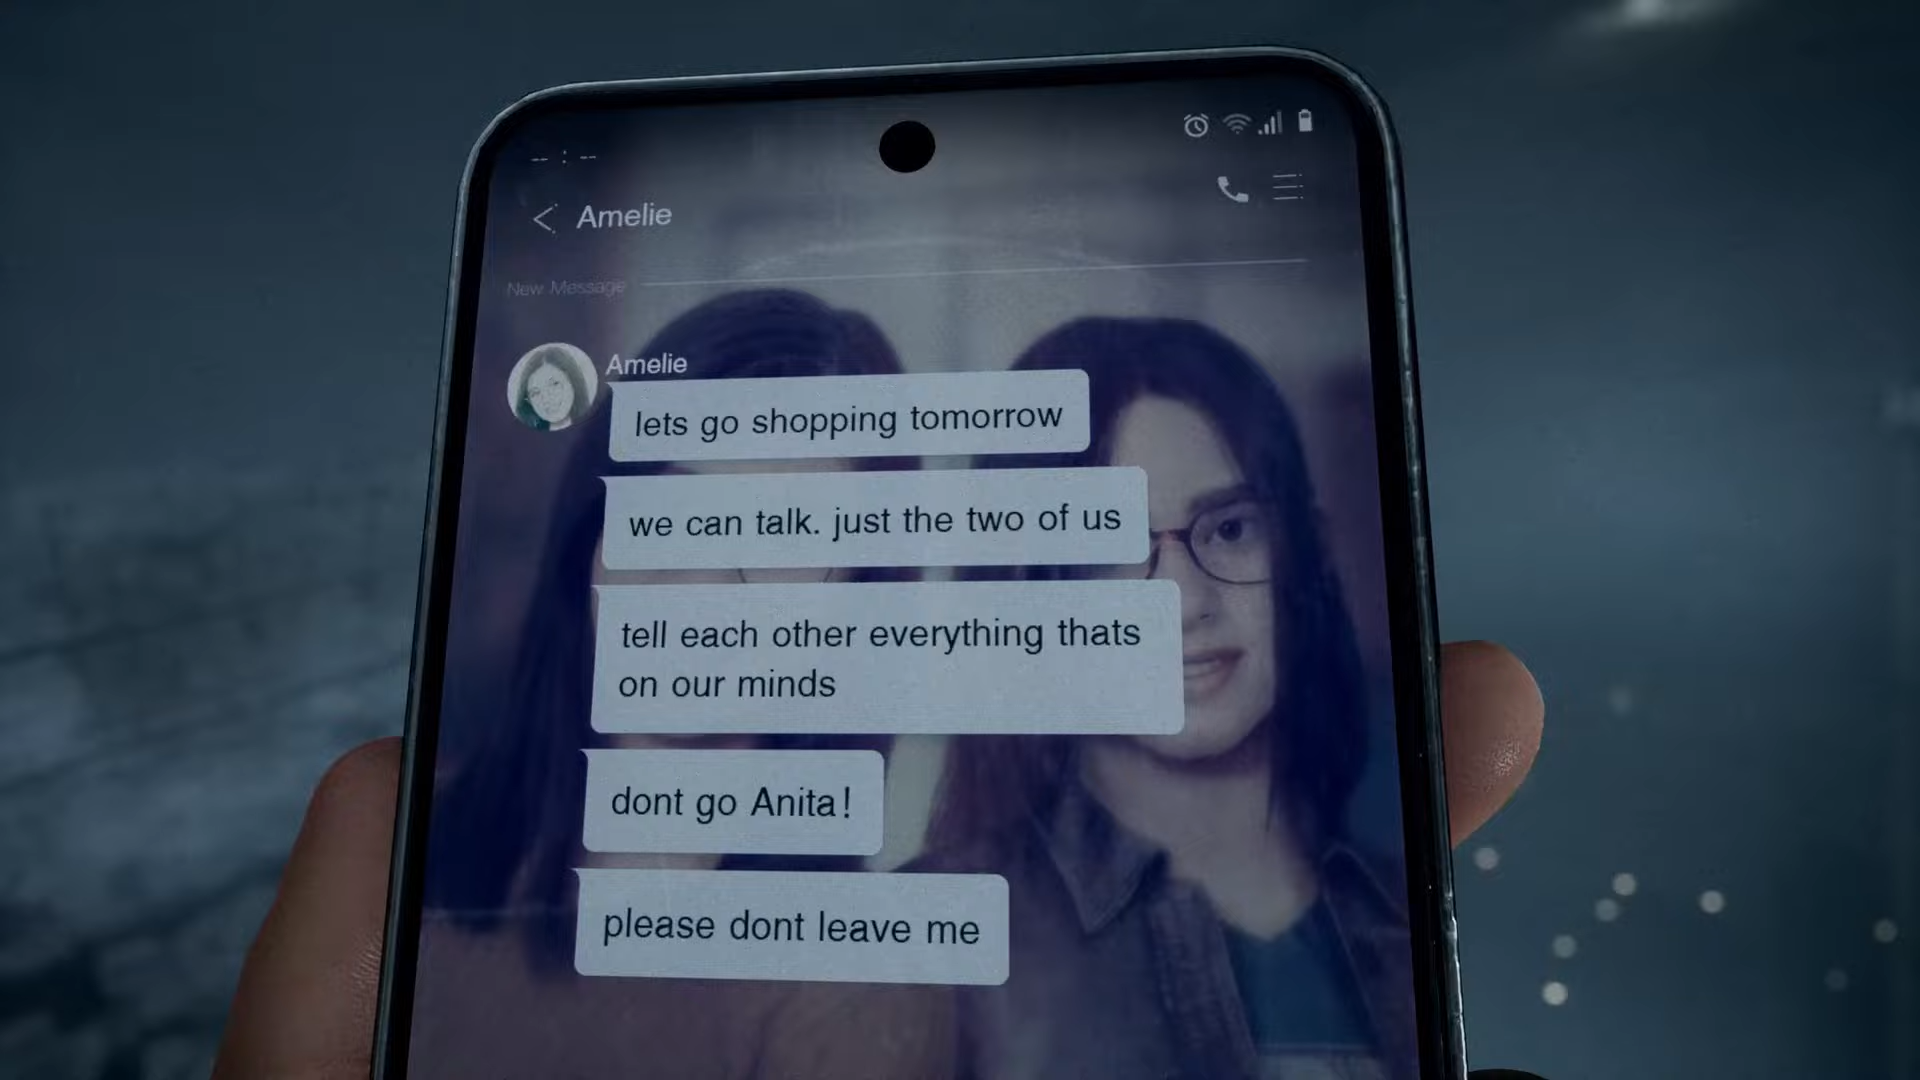 -- : --
Amelie
New Message
Amelie
lets go shopping tomorrow
we can talk. just the two of us
tell each other everything thats
on our minds
dont go Anita!
please dont leave me